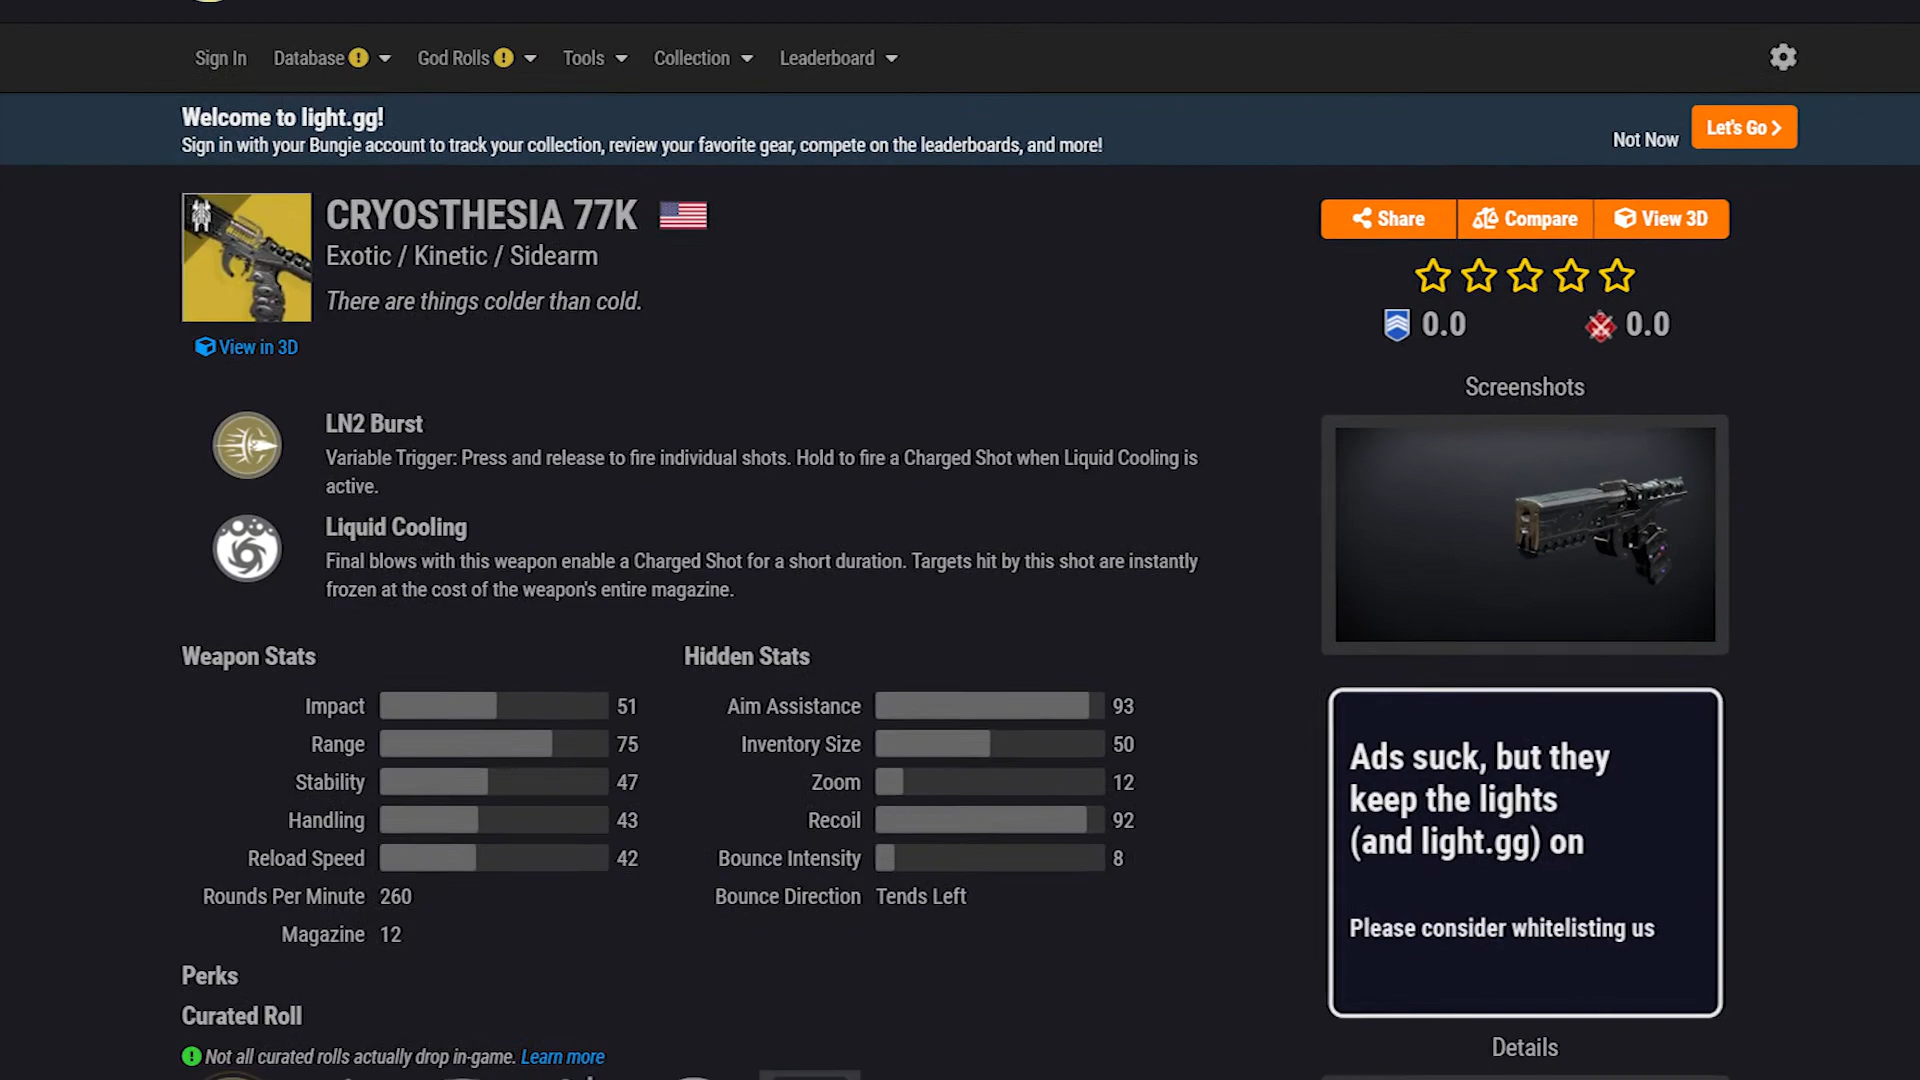 Sign In Database God Rolls Tools Collection Leaderboard
Welcome to light.gg!
Sign in with your Bungie account to track your collection, review your favorite gear, compete on the leaderboards, and more!
Not Now Let's Go
CRYOSTHESIA 77K
Exotic / Kinetic / Sidearm
There are things colder than cold.
View in 3D
Share Compare View 3D
0.0 0.0
Screenshots
LN2 Burst
Variable Trigger: Press and release to fire individual shots. Hold to fire a Charged Shot when Liquid Cooling is
active.
Liquid Cooling
Final blows with this weapon enable a Charged Shot for a short duration. Targets hit by this shot are instantly
frozen at the cost of the weapon's entire magazine.
Weapon Stats
Impact 51
Range 75
Stability 47
Handling 43
Reload Speed 42
Rounds Per Minute 260
Magazine 12
Hidden Stats
Aim Assistance 93
Inventory Size 50
Zoom 12
Recoil 92
Bounce Intensity 8
Bounce Direction Tends Left
Ads suck, but they
keep the lights
(and light.gg) on
Please consider whitelisting us
Perks
Curated Roll
Not all curated rolls actually drop in-game. Learn more
Details